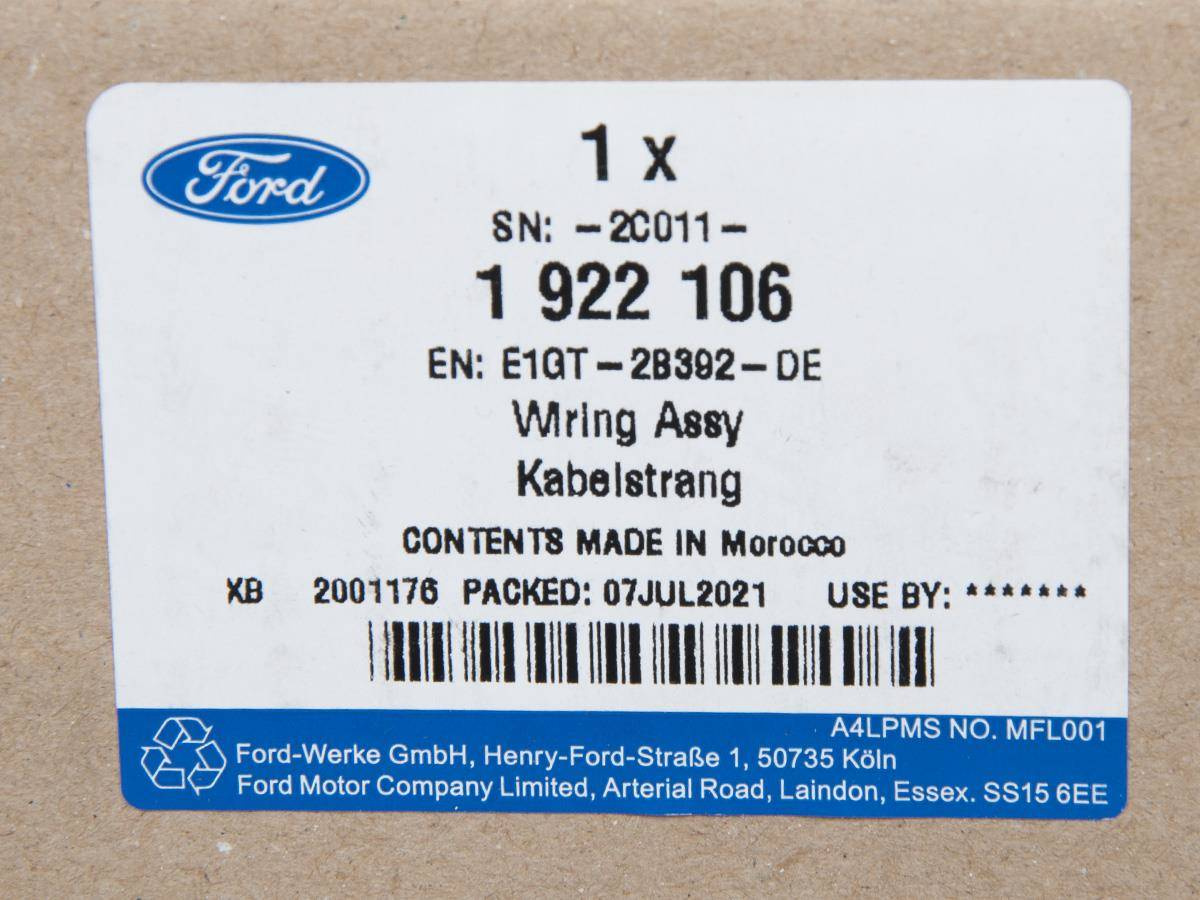 Ford
1 x
SN: -2C011-
1 922 106
EN: E1GT-2B392-DE
Wiring Assy
Kabelstrang
CONTENTS MADE IN Morocco
XB 2001176 PACKED: 07JUL2021 USE BY: *******
A4LPMS NO. MFL001
Ford-Werke GmbH, Henry-Ford-Straße 1, 50735 Köln
Ford Motor Company Limited, Arterial Road, Laindon, Essex. SS15 6EE